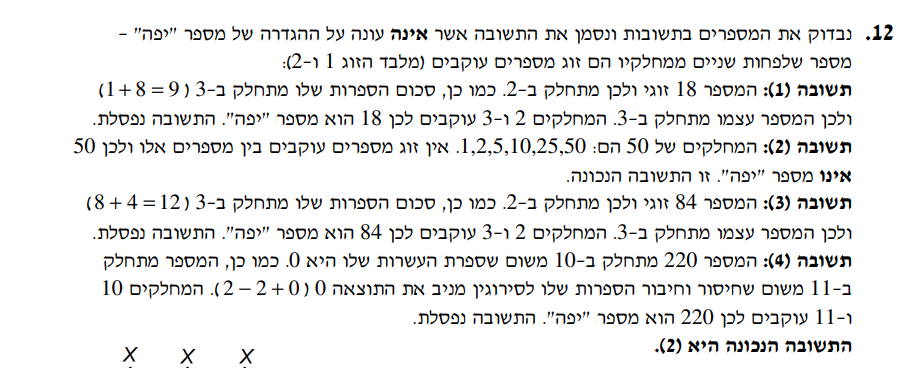 12. נבדוק את המספרים בתשובות ונסמן את התשובה אשר אינה עונה על ההגדרה של מספר "יפה" –
מספר שלפחות שניים ממחלקיו הם זוג מספרים עוקבים (מלבד הזוג 1 ו-2):
תשובה (1): המספר 18 זוגי ולכן מתחלק ב-2. כמו כן, סכום הספרות שלו מתחלק ב-3 (1+8=9)
ולכן המספר עצמו מתחלק ב-3. המחלקים 2 ו-3 עוקבים לכן 18 הוא מספר "יפה". התשובה נפסלת.
תשובה (2): המחלקים של 50 הם: 1,2,5,10,25,50. אין זוג מספרים עוקבים בין מספרים אלו ולכן 50
אינו מספר "יפה". זו התשובה הנכונה.
תשובה (3): המספר 84 זוגי ולכן מתחלק ב-2. כמו כן, סכום הספרות שלו מתחלק ב-3 (8+4=12)
ולכן המספר עצמו מתחלק ב-3. המחלקים 2 ו-3 עוקבים לכן 84 הוא מספר "יפה". התשובה נפסלת.
תשובה (4): המספר 220 מתחלק ב-10 משום שספרת העשרות שלו היא 0. כמו כן, המספר מתחלק
ב-11 משום שחיסור וחיבור הספרות שלו לסירוגין מניב את התוצאה 0 (2−2+0). המחלקים 10
ו-11 עוקבים לכן 220 הוא מספר "יפה". התשובה נפסלת.
התשובה הנכונה היא (2).
X X X